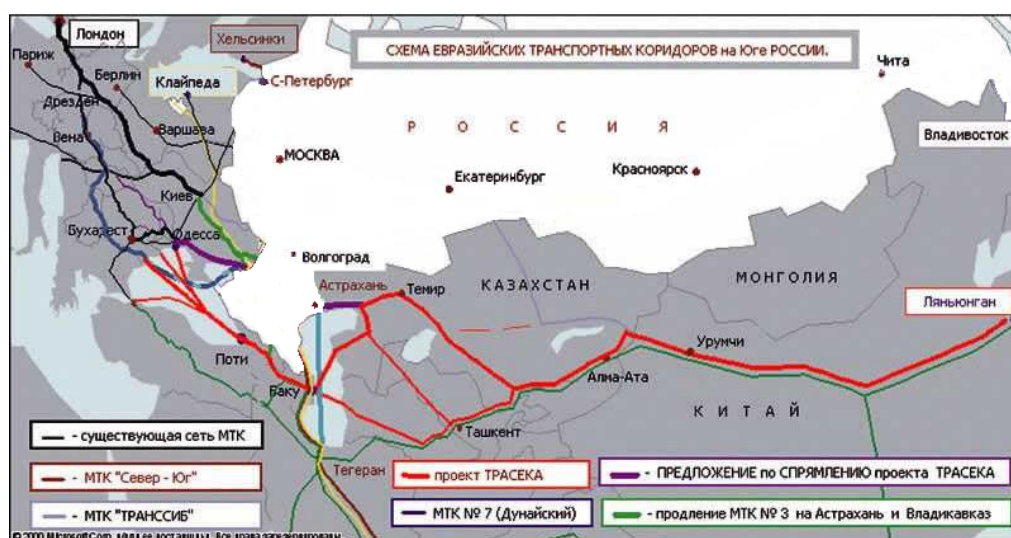 Лондон
Хельсинки
СХЕМА ЕВРАЗИЙСКИХ ТРАНСПОРТНЫХ КОРИДОРОВ на Юге РОССИИ.
Париж
Берлин
Клайпеда
С-Петербург
Чита
Дрезден
Вена
Варшава
РОССИЯ
Владивосток
МОСКВА
Екатеринбург
Красноярск
Киев
Бухарест
Одесса
Волгоград
Астрахань
Темир
КАЗАХСТАН
МОНГОЛИЯ
Ляньюнган
Поти
Урумчи
Баку
Алма-Ата
КИТАЙ
Ташкент
Тегеран
- существующая сеть МТК
- МТК "Север - Юг"
- МТК "ТРАНССИБ"
- проект ТРАСЕКА
- МТК № 7 (Дунайский)
- ПРЕДЛОЖЕНИЕ по СПРЯМЛЕНИЮ проекта ТРАСЕКА
- продление МТК № 3 на Астрахань и Владикавказ